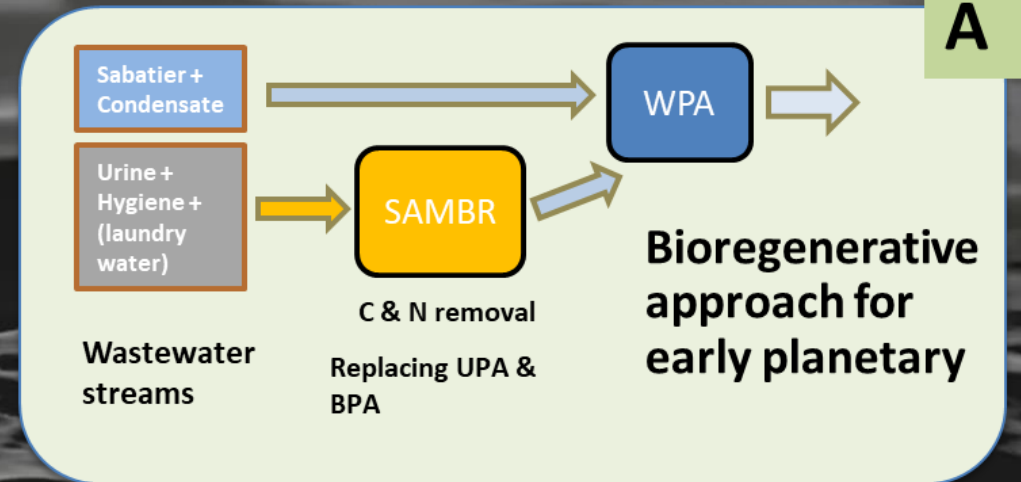 A
Sabatier +
Condensate
WPA
Urine +
Hygiene +
(laundry
water)
SAMBR
Bioregenerative
approach for
early planetary
C & N removal
Wastewater
streams
Replacing UPA &
BPA